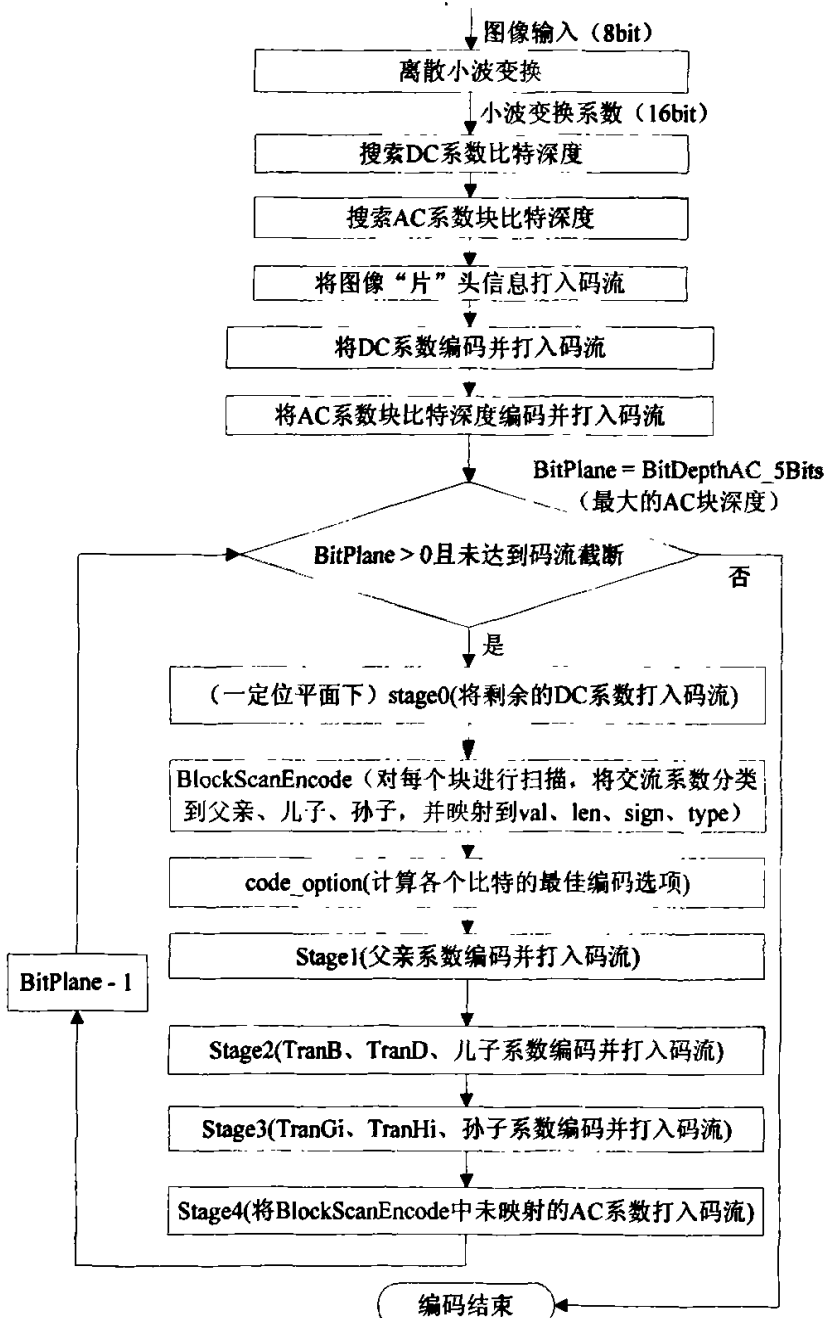 图像输入（8bit）
离散小波变换
小波变换系数（16bit）
搜索DC系数比特深度
搜索AC系数块比特深度
将图像“片”头信息打入码流
将DC系数编码并打入码流
将AC系数块比特深度编码并打入码流
BitPlane = BitDepthAC_5Bits
（最大的AC块深度）
BitPlane > 0且未达到码流截断
否
是
（一定位平面下）stage0(将剩余的DC系数打入码流)
BlockScanEncode（对每个块进行扫描，将交流系数分类
到父亲、儿子、孙子，并映射到val、len、sign、type）
code_option(计算各个比特的最佳编码选项)
Stage1(父亲系数编码并打入码流)
BitPlane - 1
Stage2(TranB、TranD、儿子系数编码并打入码流)
Stage3(TranGi、TranHi、孙子系数编码并打入码流)
Stage4(将BlockScanEncode中未映射的AC系数打入码流)
编码结束